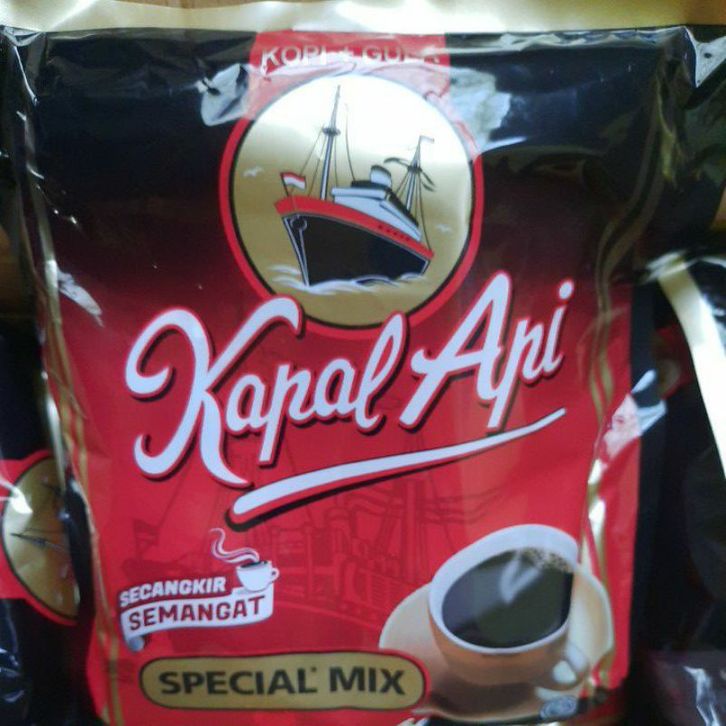 KOPI + GULA
Kapal Api
SECANGKIR
SEMANGAT
SPECIAL MIX